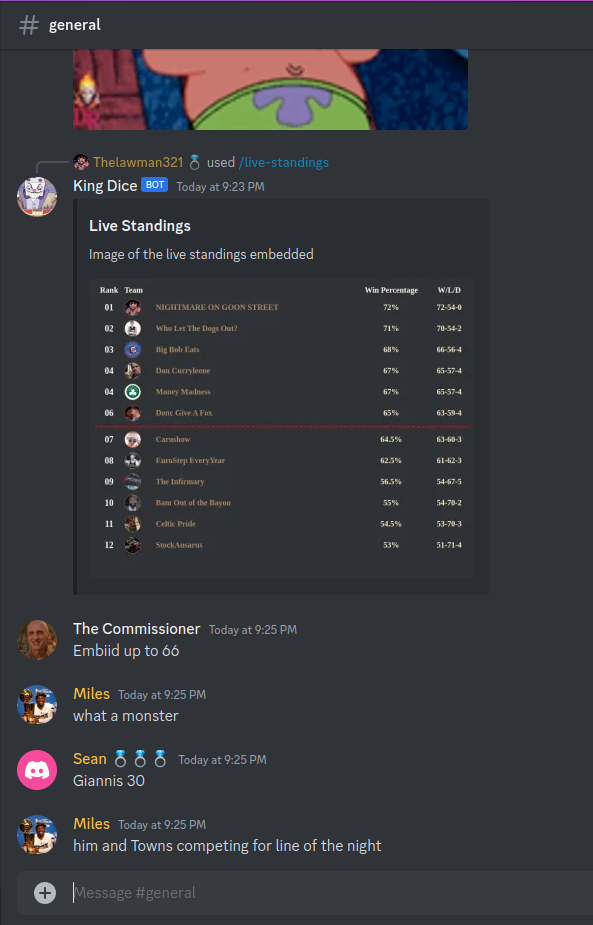 # general
Thelawman321 used /live-standings
King Dice BOT Today at 9:23 PM
Live Standings
Image of the live standings embedded
Rank Team Win Percentage W/L/D
01 NIGHTMARE ON GOON STREET 72% 72-54-0
02 Who Let The Dogs Out? 71% 70-54-2
03 Big Bob Eats 68% 66-56-4
04 Don Curryleone 67% 65-57-4
04 Money Madness 67% 65-57-4
06 Donc Give A Fox 65% 63-59-4
07 Carushow 64.5% 63-60-3
08 EuroStep EveryYear 62.5% 61-62-3
09 The Infirmary 56.5% 54-67-5
10 Bam Out of the Bayou 55% 54-70-2
11 Celtic Pride 54.5% 53-70-3
12 StockAusarus 53% 51-71-4
The Commissioner Today at 9:25 PM
Embiid up to 66
Miles Today at 9:25 PM
what a monster
Sean Today at 9:25 PM
Giannis 30
Miles Today at 9:25 PM
him and Towns competing for line of the night
Message #general